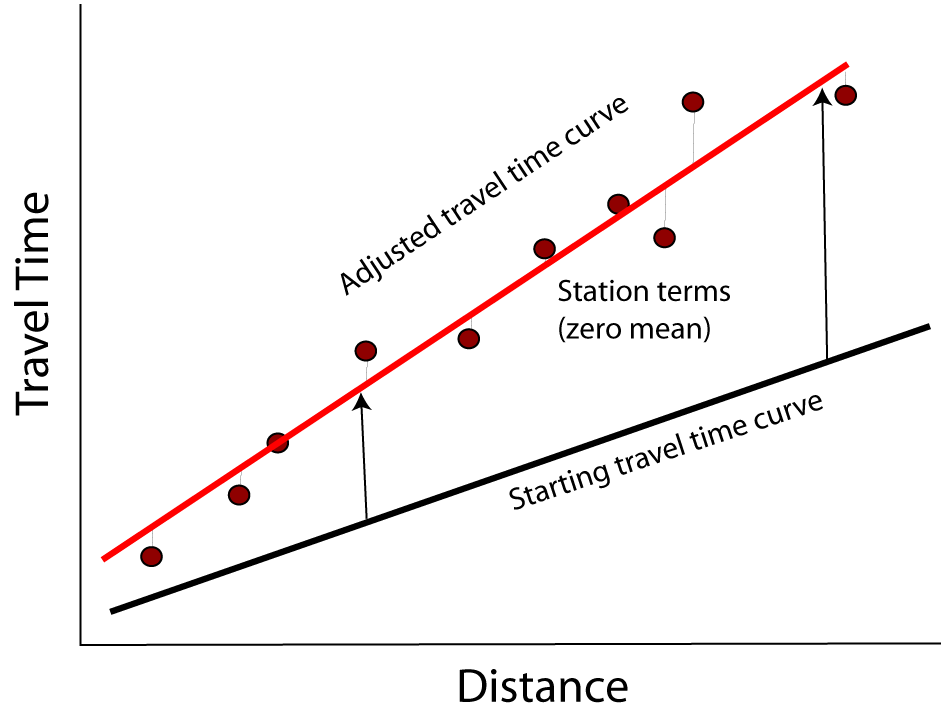 Travel Time
Adjusted travel time curve
Station terms
(zero mean)
Starting travel time curve
Distance